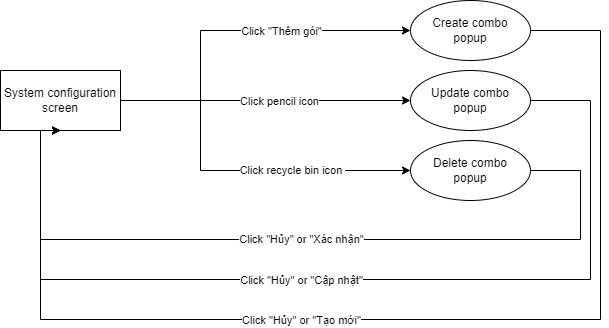 Create combo
popup
Click "Thêm gói"
System configuration
screen
Click pencil icon
Update combo
popup
Click recycle bin icon
Delete combo
popup
Click "Hủy" or "Xác nhận"
Click "Hủy" or "Cập nhật"
Click "Hủy" or "Tạo mới"